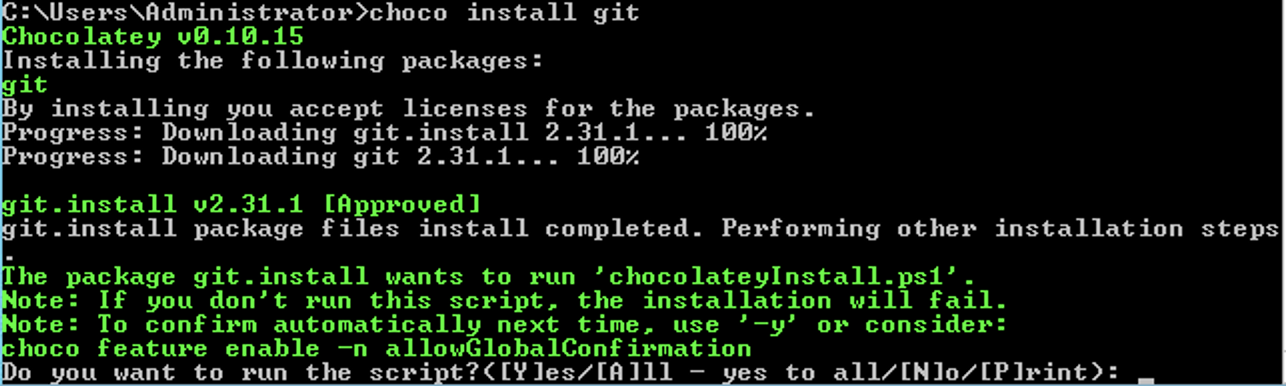 C:\Users\Administrator>choco install git
Chocolatey v0.10.15
Installing the following packages:
git
By installing you accept licenses for the packages.
Progress: Downloading git.install 2.31.1... 100%
Progress: Downloading git 2.31.1... 100%
git.install v2.31.1 [Approved]
git.install package files install completed. Performing other installation steps
.
The package git.install wants to run 'chocolateyInstall.ps1'.
Note: If you don't run this script, the installation will fail.
Note: To confirm automatically next time, use '-y' or consider:
choco feature enable -n allowGlobalConfirmation
Do you want to run the script?([Y]es/[A]ll - yes to all/[N]o/[P]rint): _